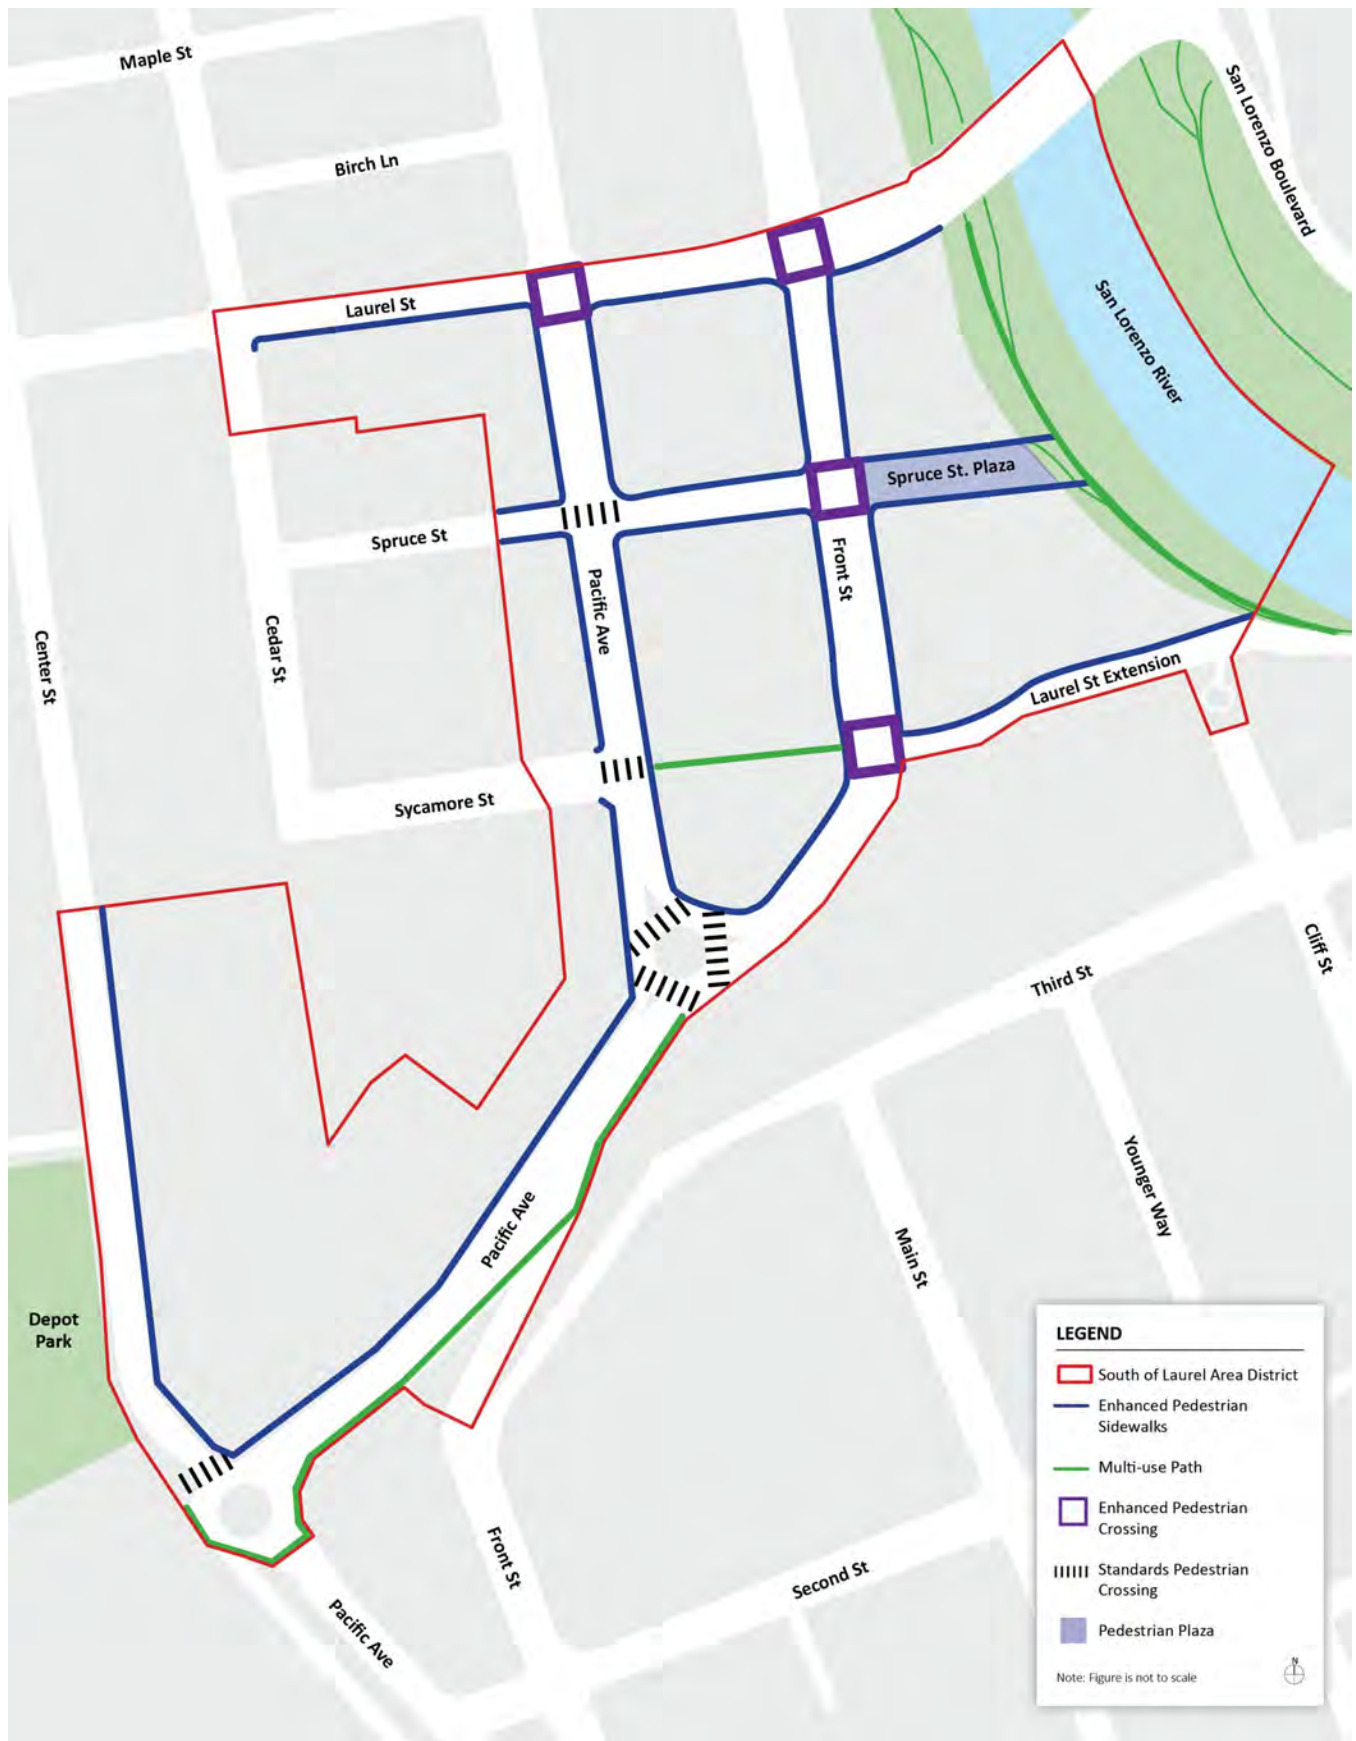 Maple St
Birch Ln
San Lorenzo Boulevard
Laurel St
San Lorenzo River
Spruce St. Plaza
Spruce St
Front St
Pacific Ave
Cedar St
Center St
Laurel St Extension
Sycamore St
Cliff St
Third St
Younger Way
Pacific Ave
Main St
Depot
Park
Front St
Second St
Pacific Ave
LEGEND
South of Laurel Area District
Enhanced Pedestrian
Sidewalks
Multi-use Path
Enhanced Pedestrian
Crossing
Standards Pedestrian
Crossing
Pedestrian Plaza
Note: Figure is not to scale
N